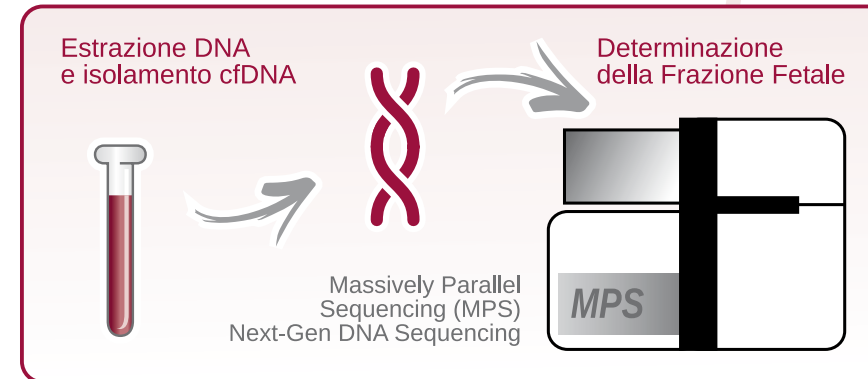 Estrazione DNA
e isolamento cfDNA
Determinazione
della Frazione Fetale
Massively Parallel
Sequencing (MPS)
Next-Gen DNA Sequencing
MPS